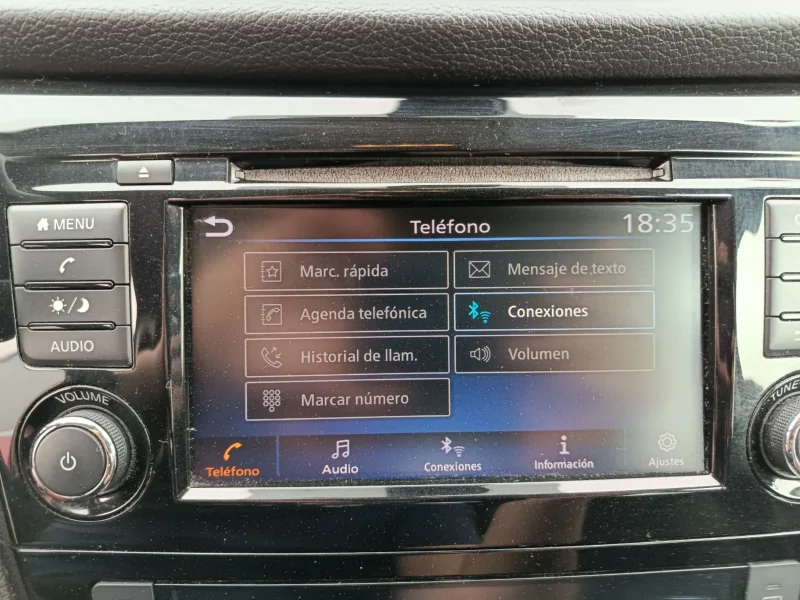 MENU
AUDIO
VOLUME
TUNE
Teléfono
18:35
Marc. rápida
Mensaje de texto
Agenda telefónica
Conexiones
Historial de llam.
Volumen
Marcar número
Teléfono
Audio
Conexiones
Información
Ajustes